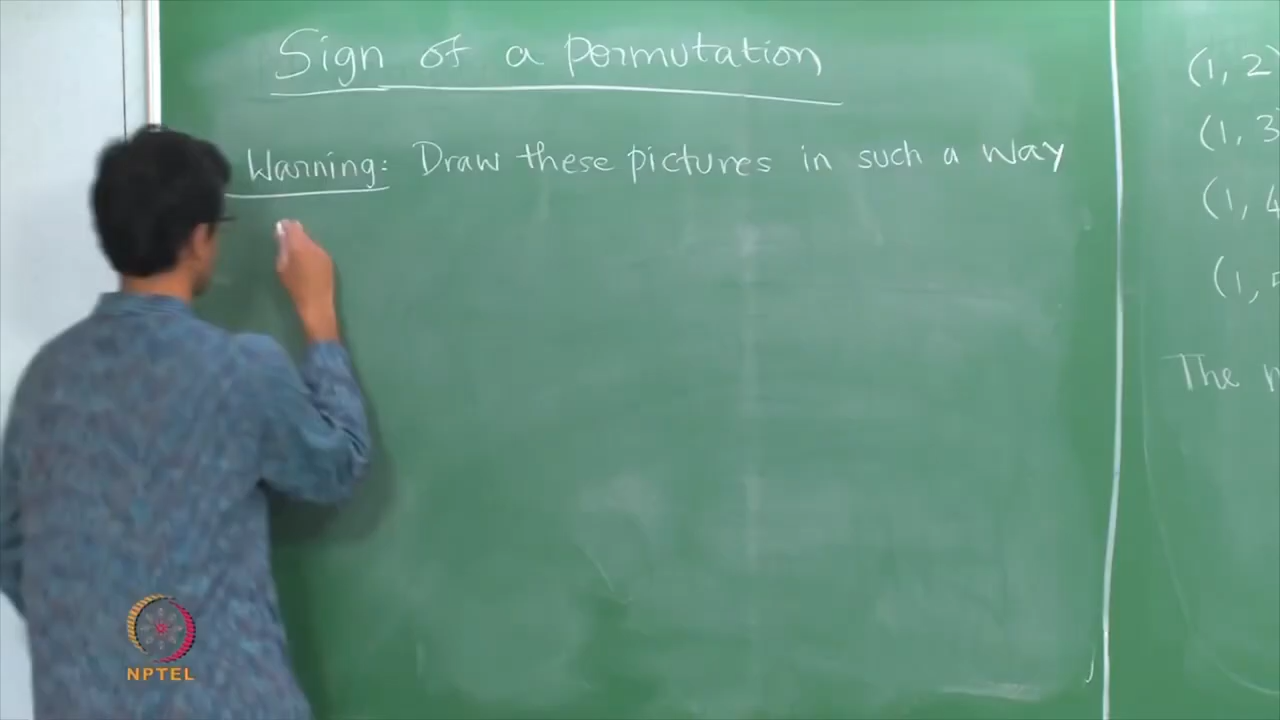 Sign of a permutation
Warning: Draw these pictures in such a way
(1, 2)
(1, 3
(1, 4
(1,
The
NPTEL